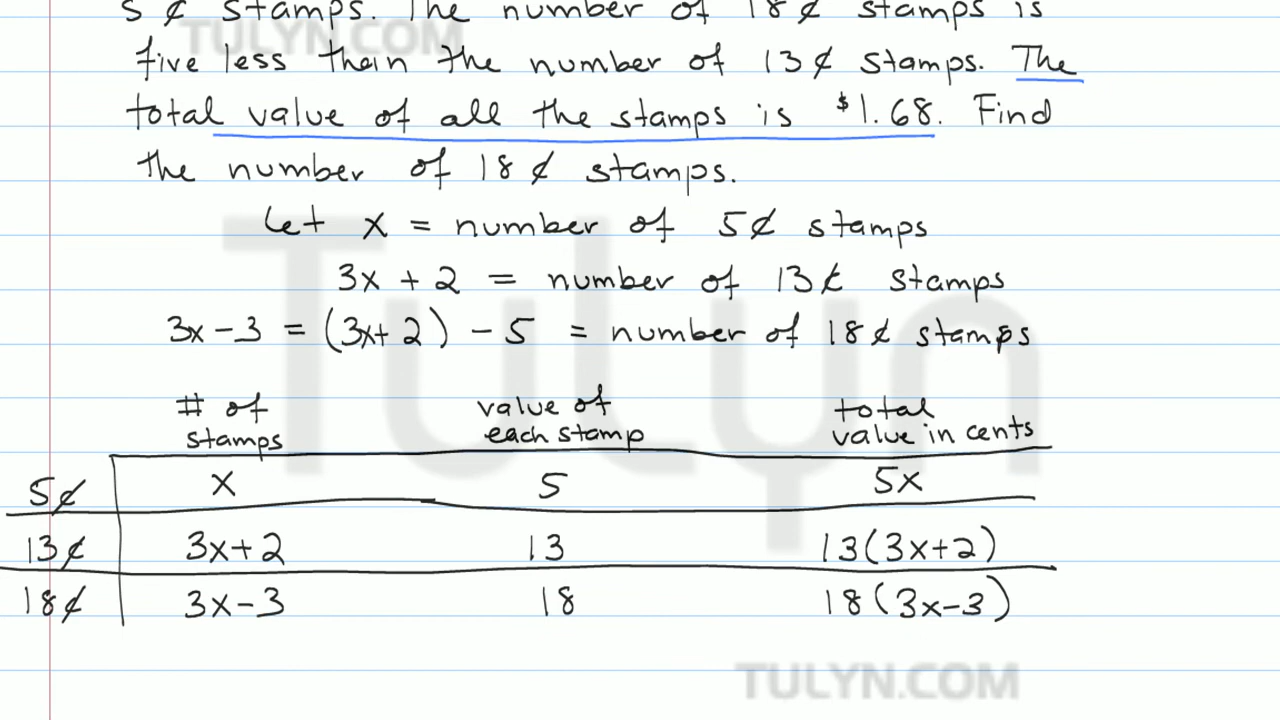 5 ¢ stamps. The number of 18 ¢ stamps is
five less than the number of 13 ¢ stamps. The
total value of all the stamps is $1.68. Find
the number of 18 ¢ stamps.
Let x = number of 5¢ stamps
3x + 2 = number of 13¢ stamps
3x - 3 = (3x + 2) - 5 = number of 18¢ stamps
# of stamps value of each stamp total value in cents
5¢ x 5 5x
13¢ 3x+2 13 13(3x+2)
18¢ 3x-3 18 18(3x-3)
TULYN.COM
TuLyn
TULYN.COM